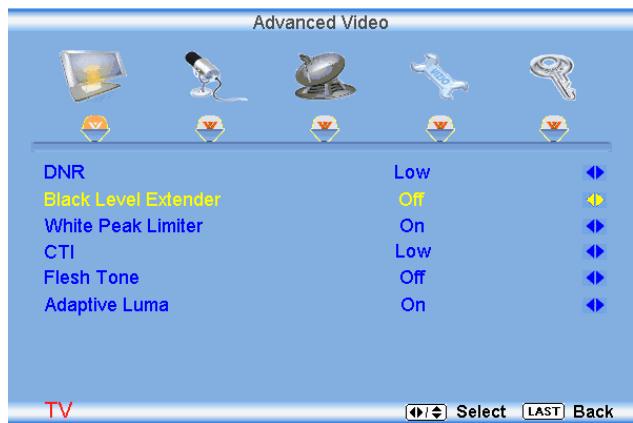 Advanced Video
DNR Low
Black Level Extender Off
White Peak Limiter On
CTI Low
Flesh Tone Off
Adaptive Luma On
TV Select LAST Back